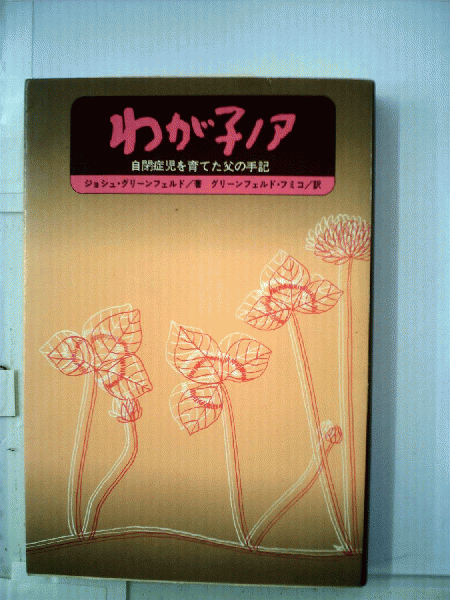 わが子ノア
自閉症児を育てた父の手記
ジョシュ・グリーンフェルド/著 グリーンフェルド・フミコ/訳